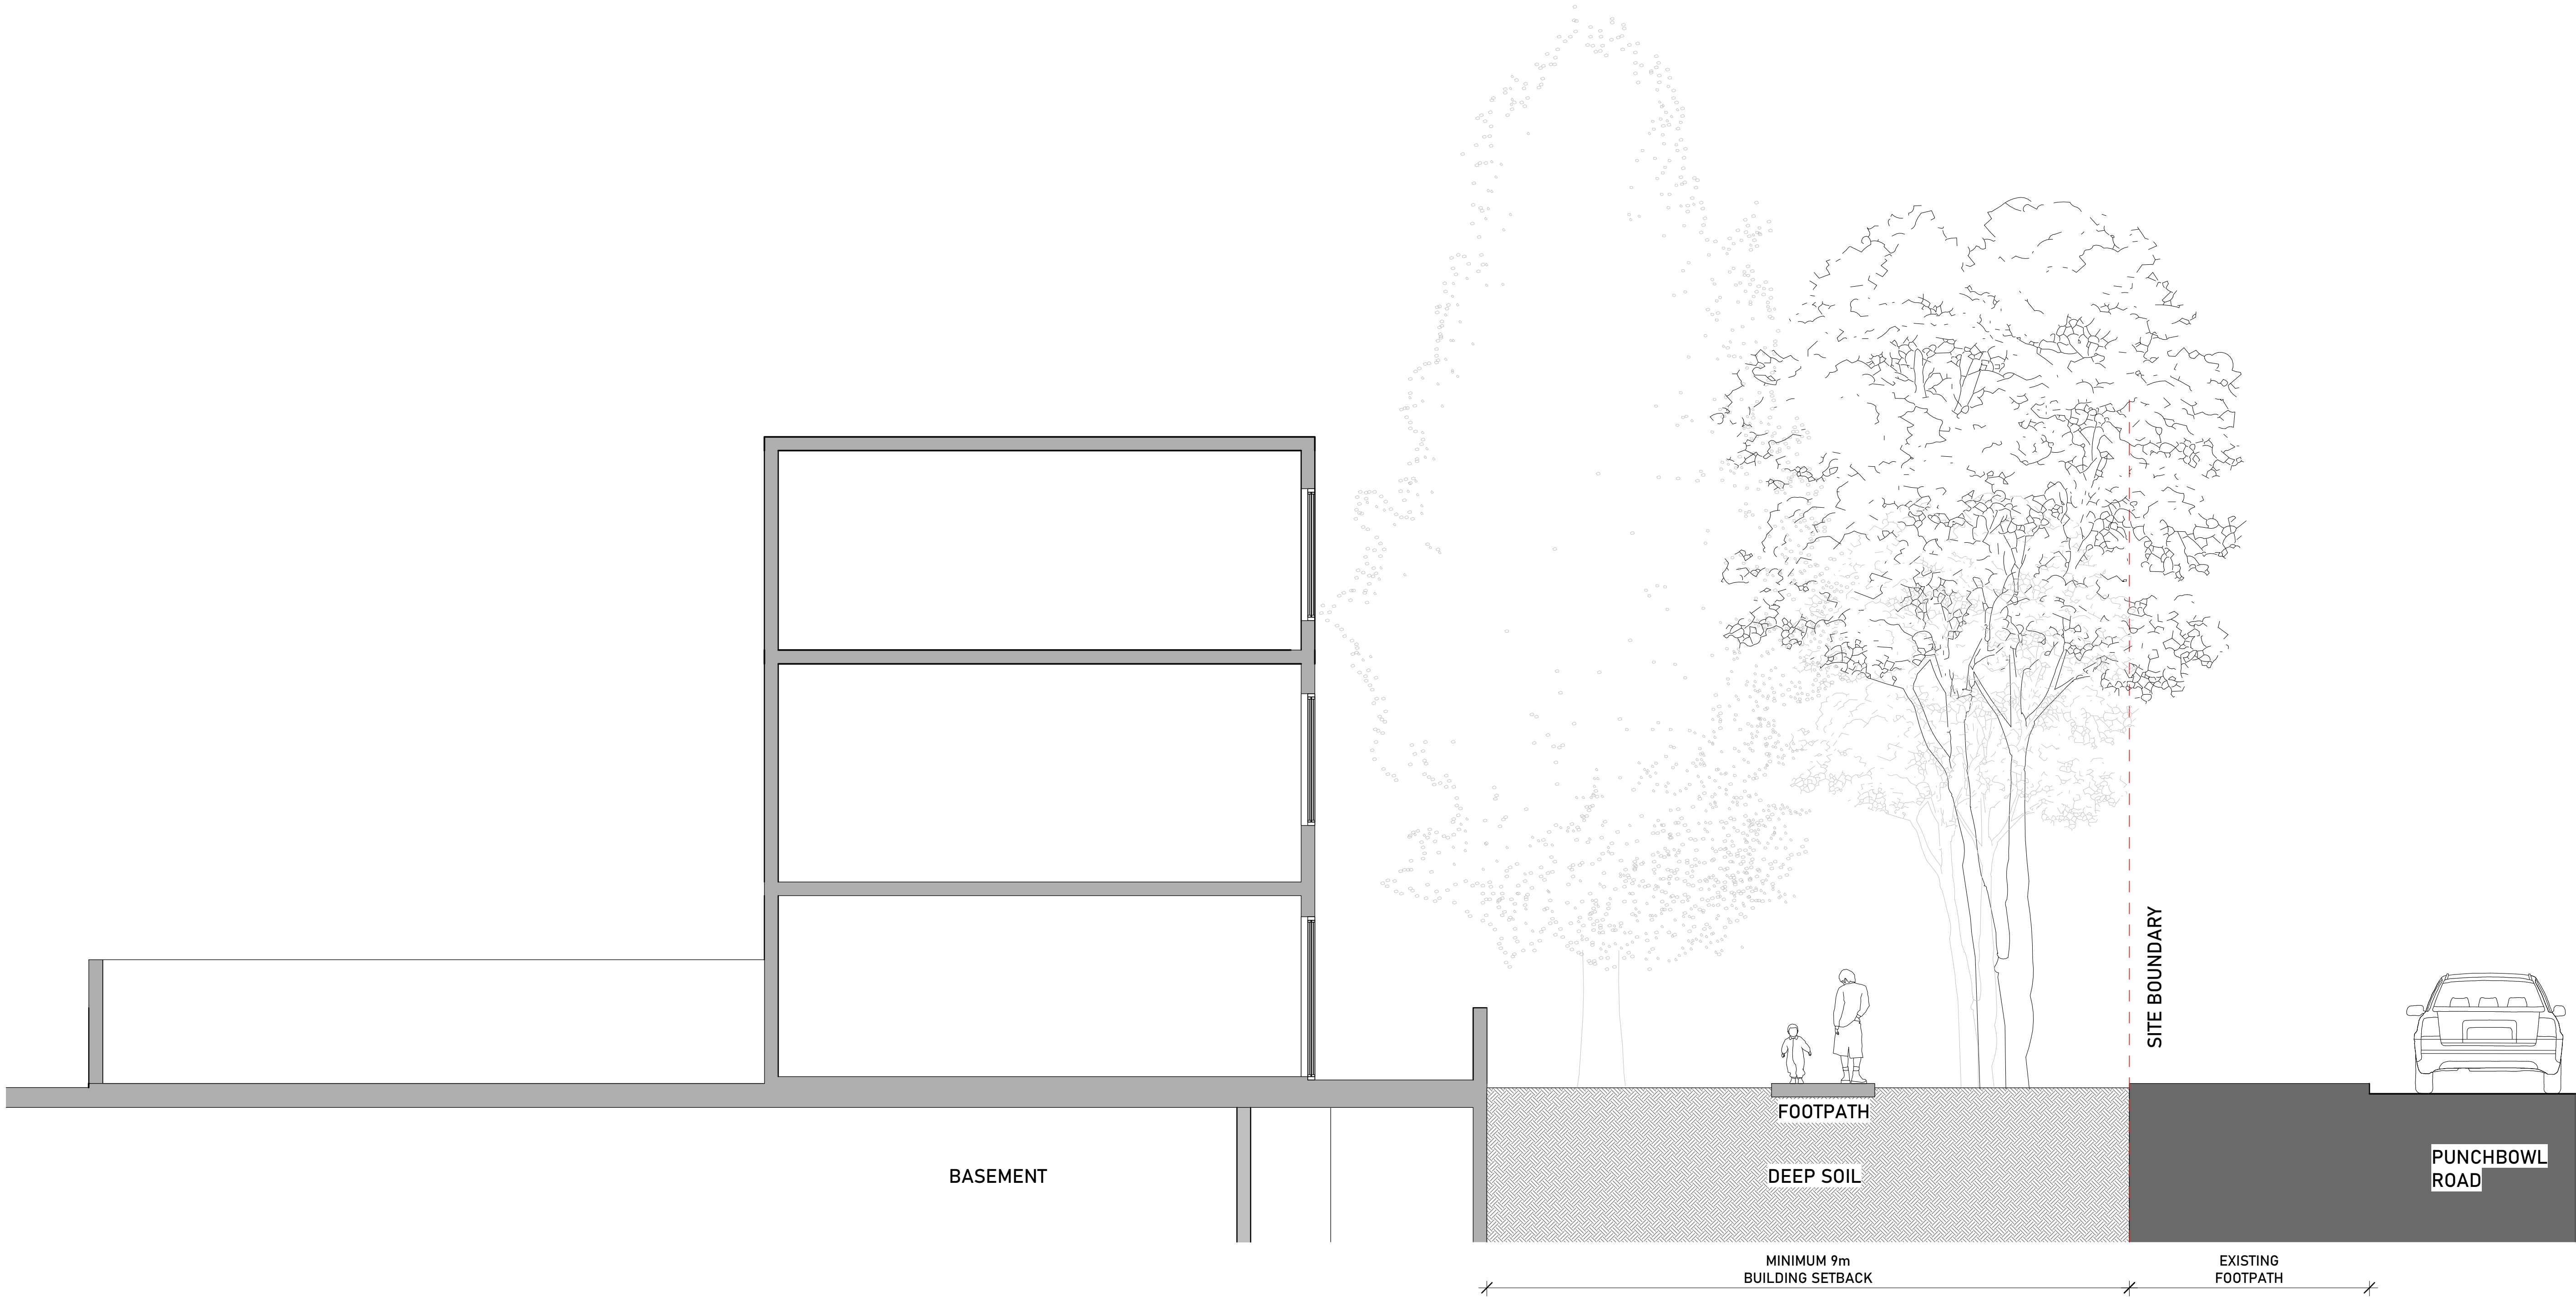 SITE BOUNDARY
FOOTPATH
BASEMENT
DEEP SOIL
PUNCHBOWL
ROAD
MINIMUM 9m
BUILDING SETBACK
EXISTING
FOOTPATH